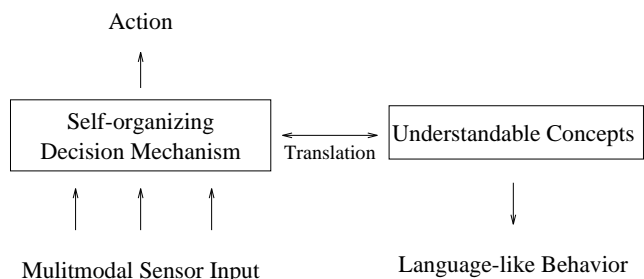 Action
Self-organizing
Decision Mechanism
Translation
Understandable Concepts
Mulitmodal Sensor Input
Language-like Behavior